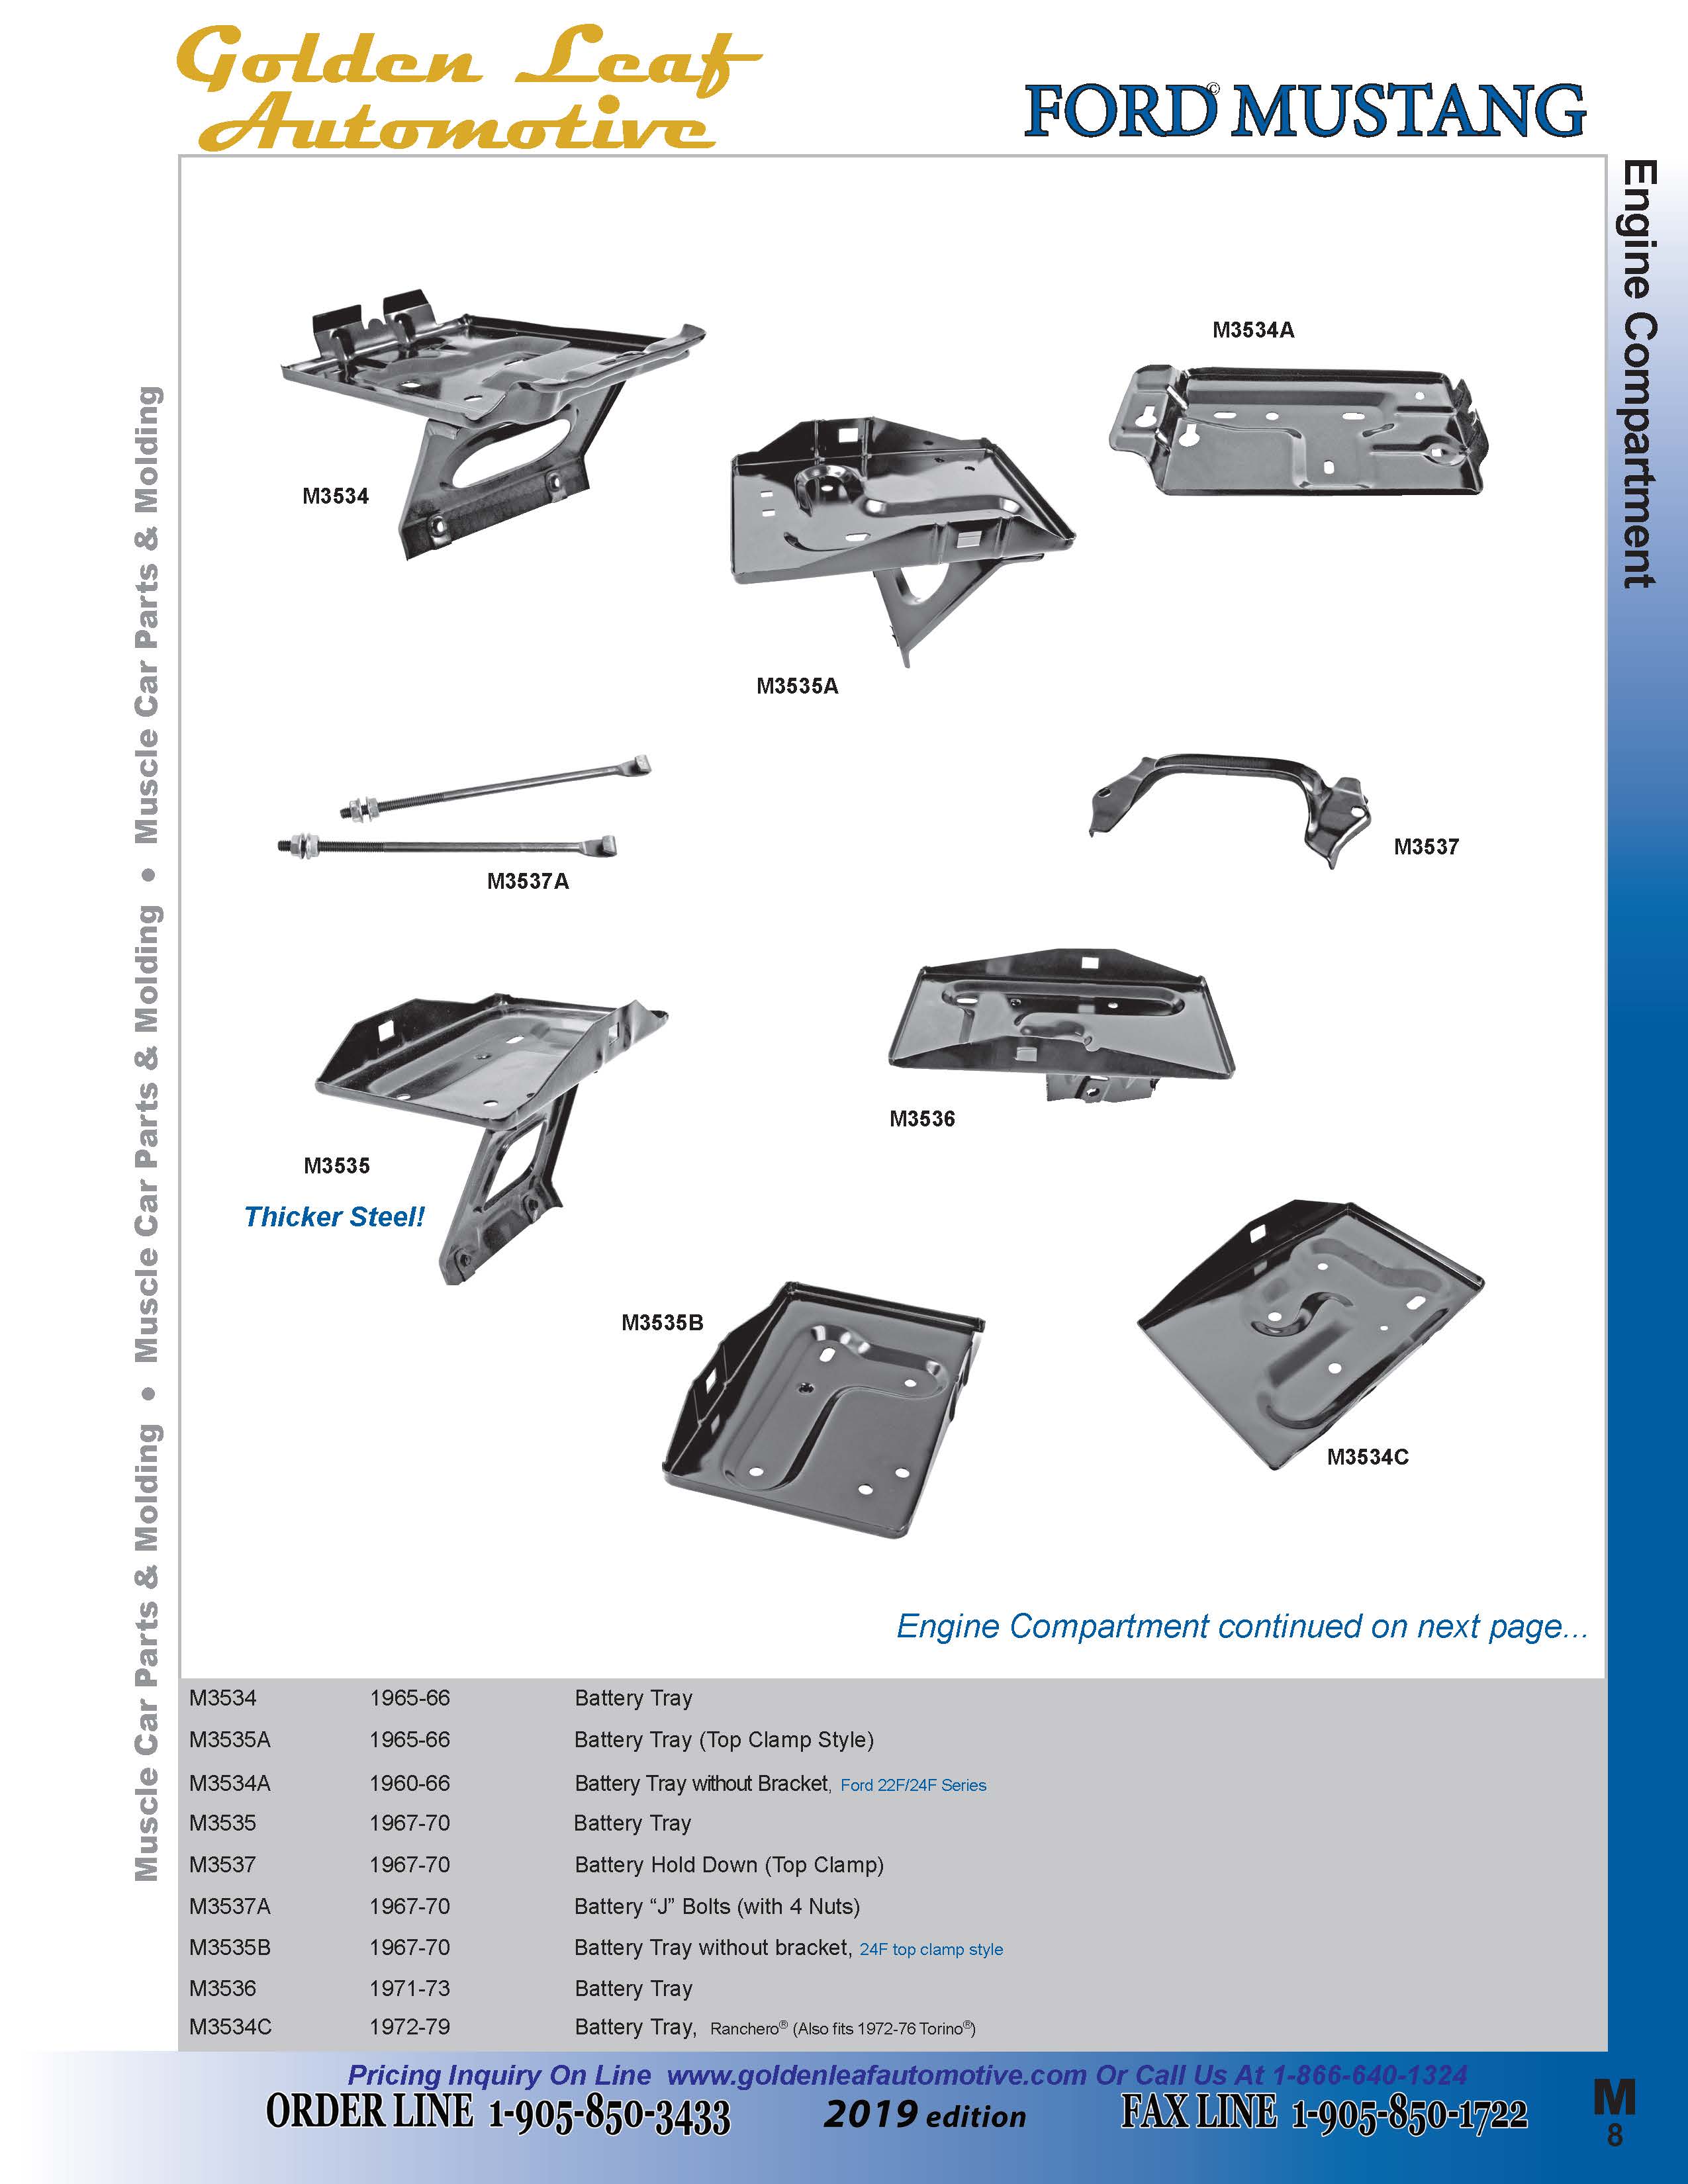 Golden Leaf
Automotive
FORD© MUSTANG
Engine Compartment
Muscle Car Parts & Molding • Muscle Car Parts & Molding • Muscle Car Parts & Molding
M3534
M3534A
M3535A
M3537A
M3537
M3536
M3535
Thicker Steel!
M3535B
M3534C
Engine Compartment continued on next page...
M3534 1965-66 Battery Tray
M3535A 1965-66 Battery Tray (Top Clamp Style)
M3534A 1960-66 Battery Tray without Bracket, Ford 22F/24F Series
M3535 1967-70 Battery Tray
M3537 1967-70 Battery Hold Down (Top Clamp)
M3537A 1967-70 Battery “J” Bolts (with 4 Nuts)
M3535B 1967-70 Battery Tray without bracket, 24F top clamp style
M3536 1971-73 Battery Tray
M3534C 1972-79 Battery Tray, Ranchero® (Also fits 1972-76 Torino®)
Pricing Inquiry On Line www.goldenleafautomotive.com Or Call Us At 1-866-640-1324
ORDER LINE 1-905-850-3433 2019 edition FAX LINE 1-905-850-1722
M
8